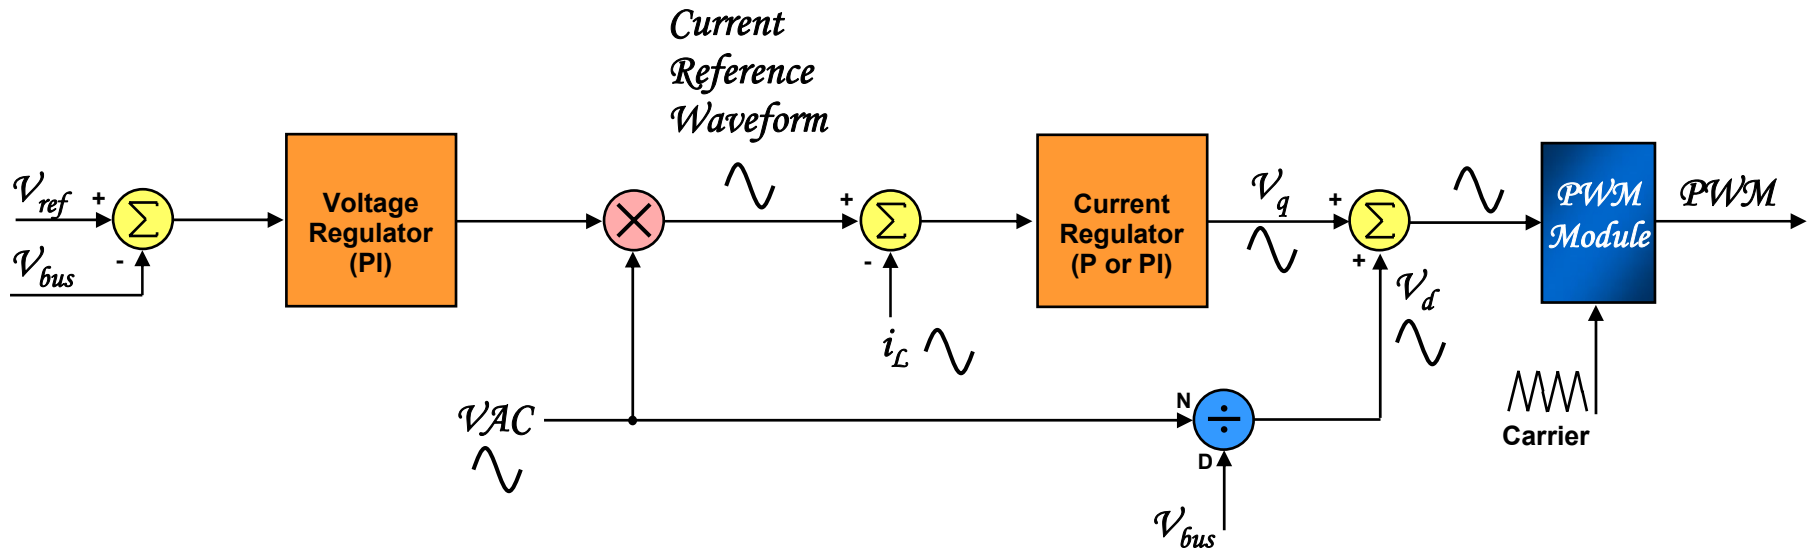 Current
Reference
Waveform
Vref
+
Σ
-
Vbus
Voltage
Regulator
(PI)
×
+
Σ
-
iL
Current
Regulator
(P or PI)
Vq
+
Σ
+
Vd
PWM
Module
PWM
VAC
N
÷
D
Vbus
Carrier